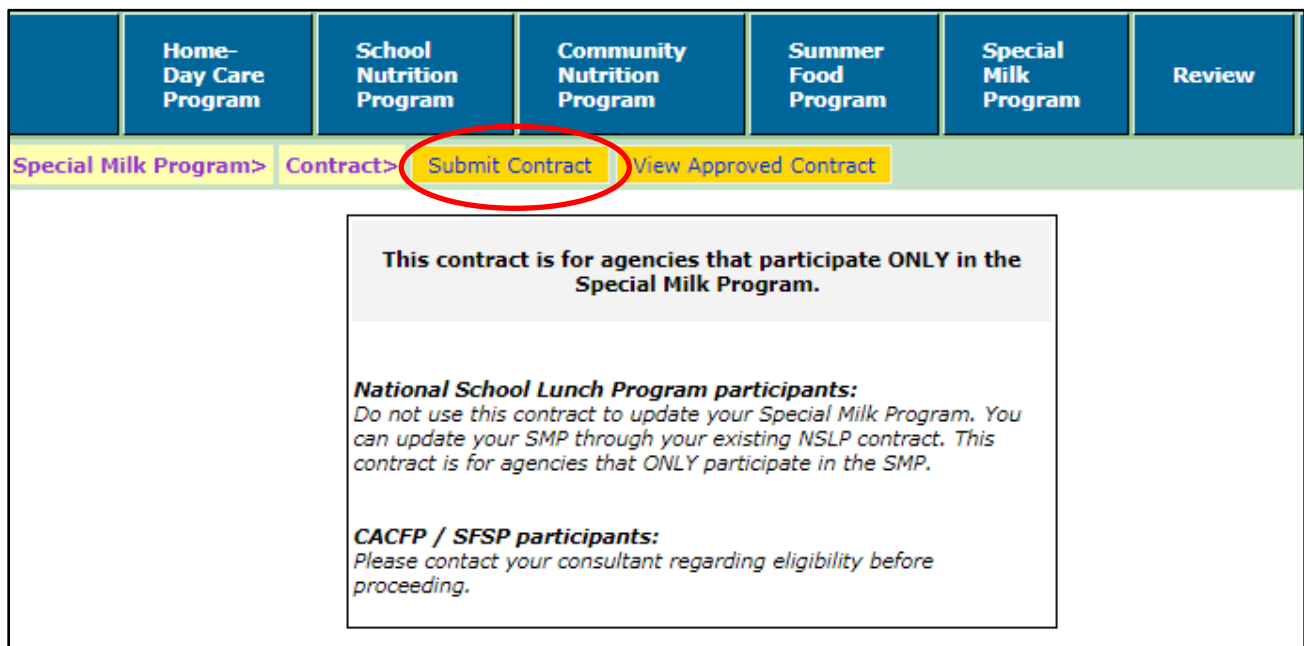 Home-
Day Care
Program
School
Nutrition
Program
Community
Nutrition
Program
Summer
Food
Program
Special
Milk
Program
Review
Special Milk Program> Contract> Submit Contract View Approved Contract
This contract is for agencies that participate ONLY in the
Special Milk Program.
National School Lunch Program participants:
Do not use this contract to update your Special Milk Program. You
can update your SMP through your existing NSLP contract. This
contract is for agencies that ONLY participate in the SMP.
CACFP / SFSP participants:
Please contact your consultant regarding eligibility before
proceeding.